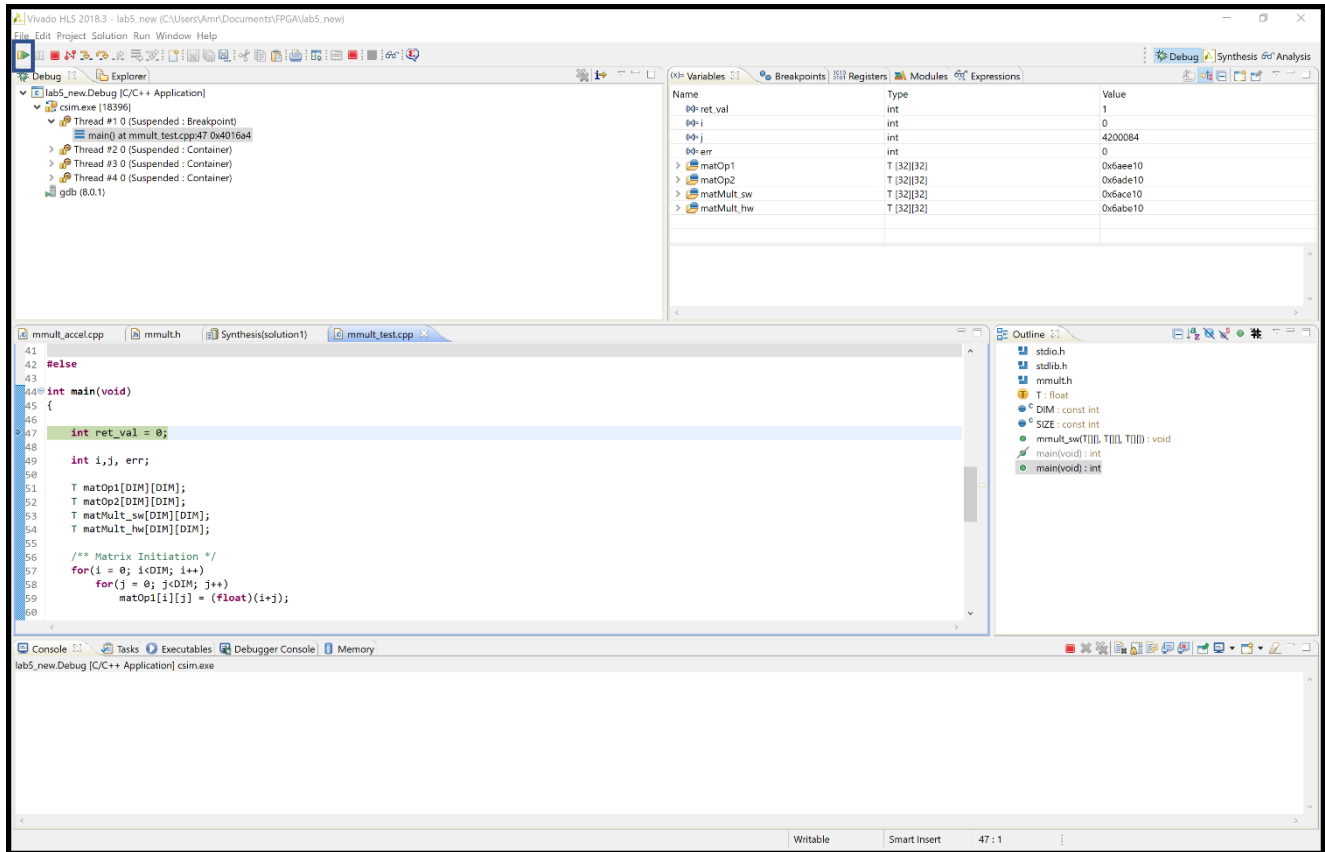 Vivado HLS 2018.3 - lab5_new (C:\Users\Amr\Documents\FPGA\lab5_new)
File Edit Project Solution Run Window Help
Debug Synthesis Analysis
Debug Explorer
lab5_new.Debug [C/C++ Application]
csim.exe [18396]
Thread #1 0 (Suspended : Breakpoint)
main() at mmult_test.cpp:47 0x4016a4
Thread #2 0 (Suspended : Container)
Thread #3 0 (Suspended : Container)
Thread #4 0 (Suspended : Container)
gdb (8.0.1)
(x)= Variables Breakpoints Registers Modules Expressions
Name Type Value
(x)= ret_val int 1
(x)= i int 0
(x)= j int 4200084
(x)= err int 0
matOp1 T [32][32] 0x6aee10
matOp2 T [32][32] 0x6ade10
matMult_sw T [32][32] 0x6ace10
matMult_hw T [32][32] 0x6abe10
mmult_accel.cpp mmult.h Synthesis(solution1) mmult_test.cpp
41
42 #else
43
44 int main(void)
45 {
46
47 int ret_val = 0;
48
49 int i,j, err;
50
51 T matOp1[DIM][DIM];
52 T matOp2[DIM][DIM];
53 T matMult_sw[DIM][DIM];
54 T matMult_hw[DIM][DIM];
55
56 /** Matrix Initiation */
57 for(i = 0; i<DIM; i++)
58 for(j = 0; j<DIM; j++)
59 matOp1[i][j] = (float)(i+j);
60
Outline
stdio.h
stdlib.h
mmult.h
T : float
DIM : const int
SIZE : const int
mmult_sw(T[][], T[][], T[][]) : void
main(void) : int
main(void) : int
Console Tasks Executables Debugger Console Memory
lab5_new.Debug [C/C++ Application] csim.exe
Writable Smart Insert 47 : 1